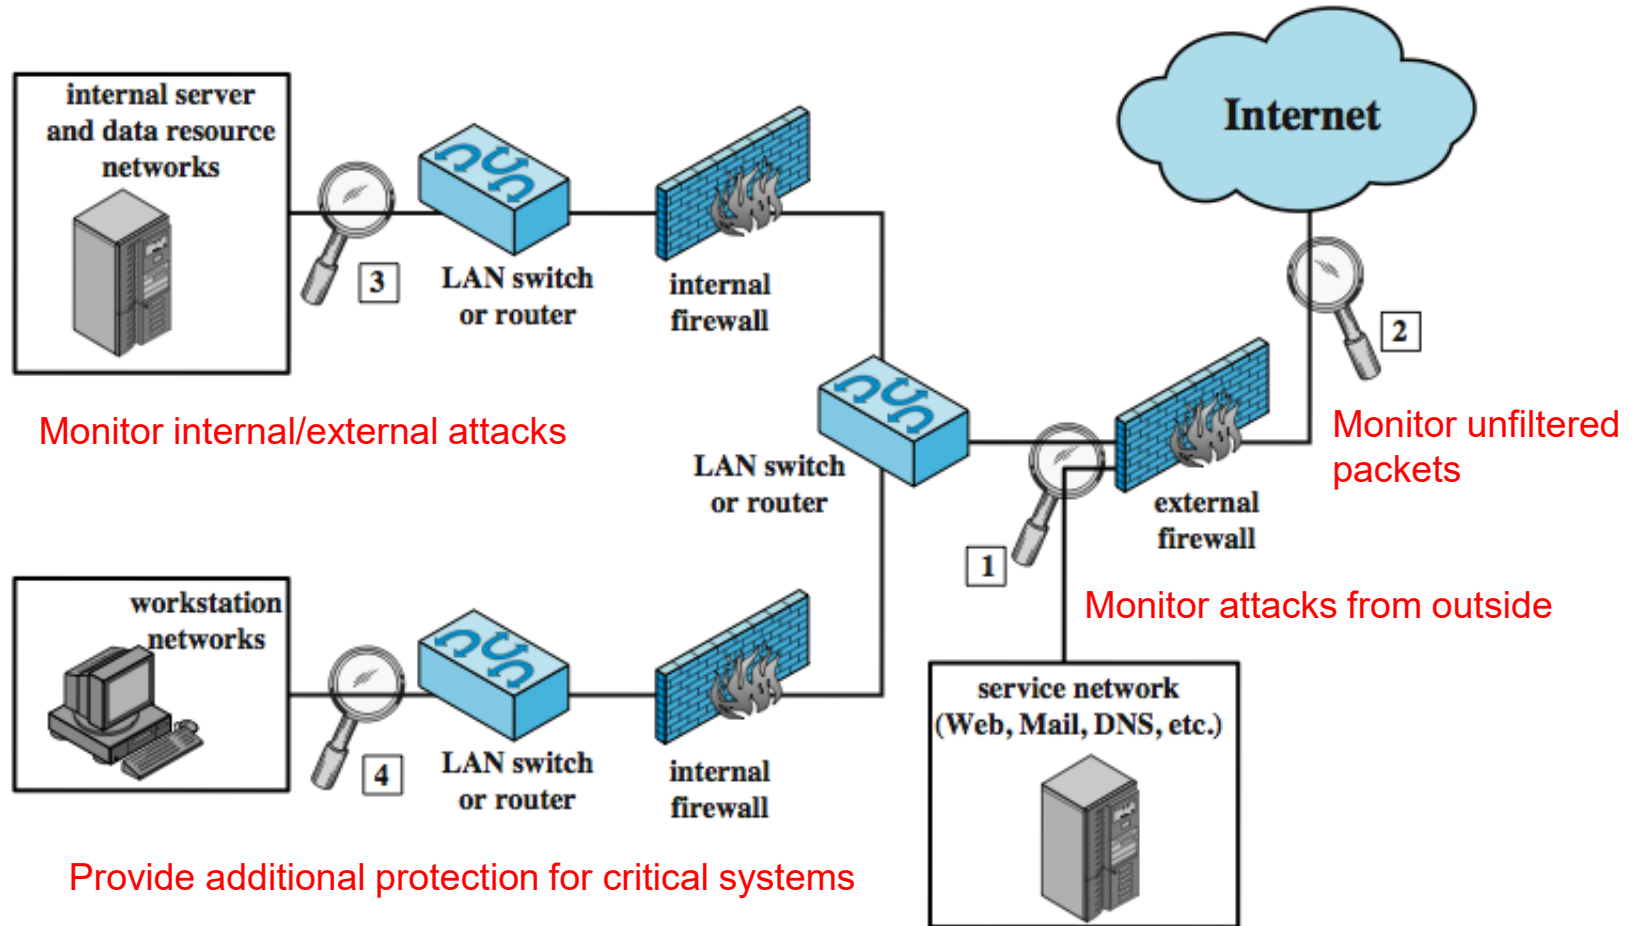 Internet
internal server
and data resource
networks
3
LAN switch
or router
internal
firewall
2
Monitor internal/external attacks
Monitor unfiltered
packets
LAN switch
or router
external
firewall
1
Monitor attacks from outside
workstation
networks
4
LAN switch
or router
internal
firewall
service network
(Web, Mail, DNS, etc.)
Provide additional protection for critical systems